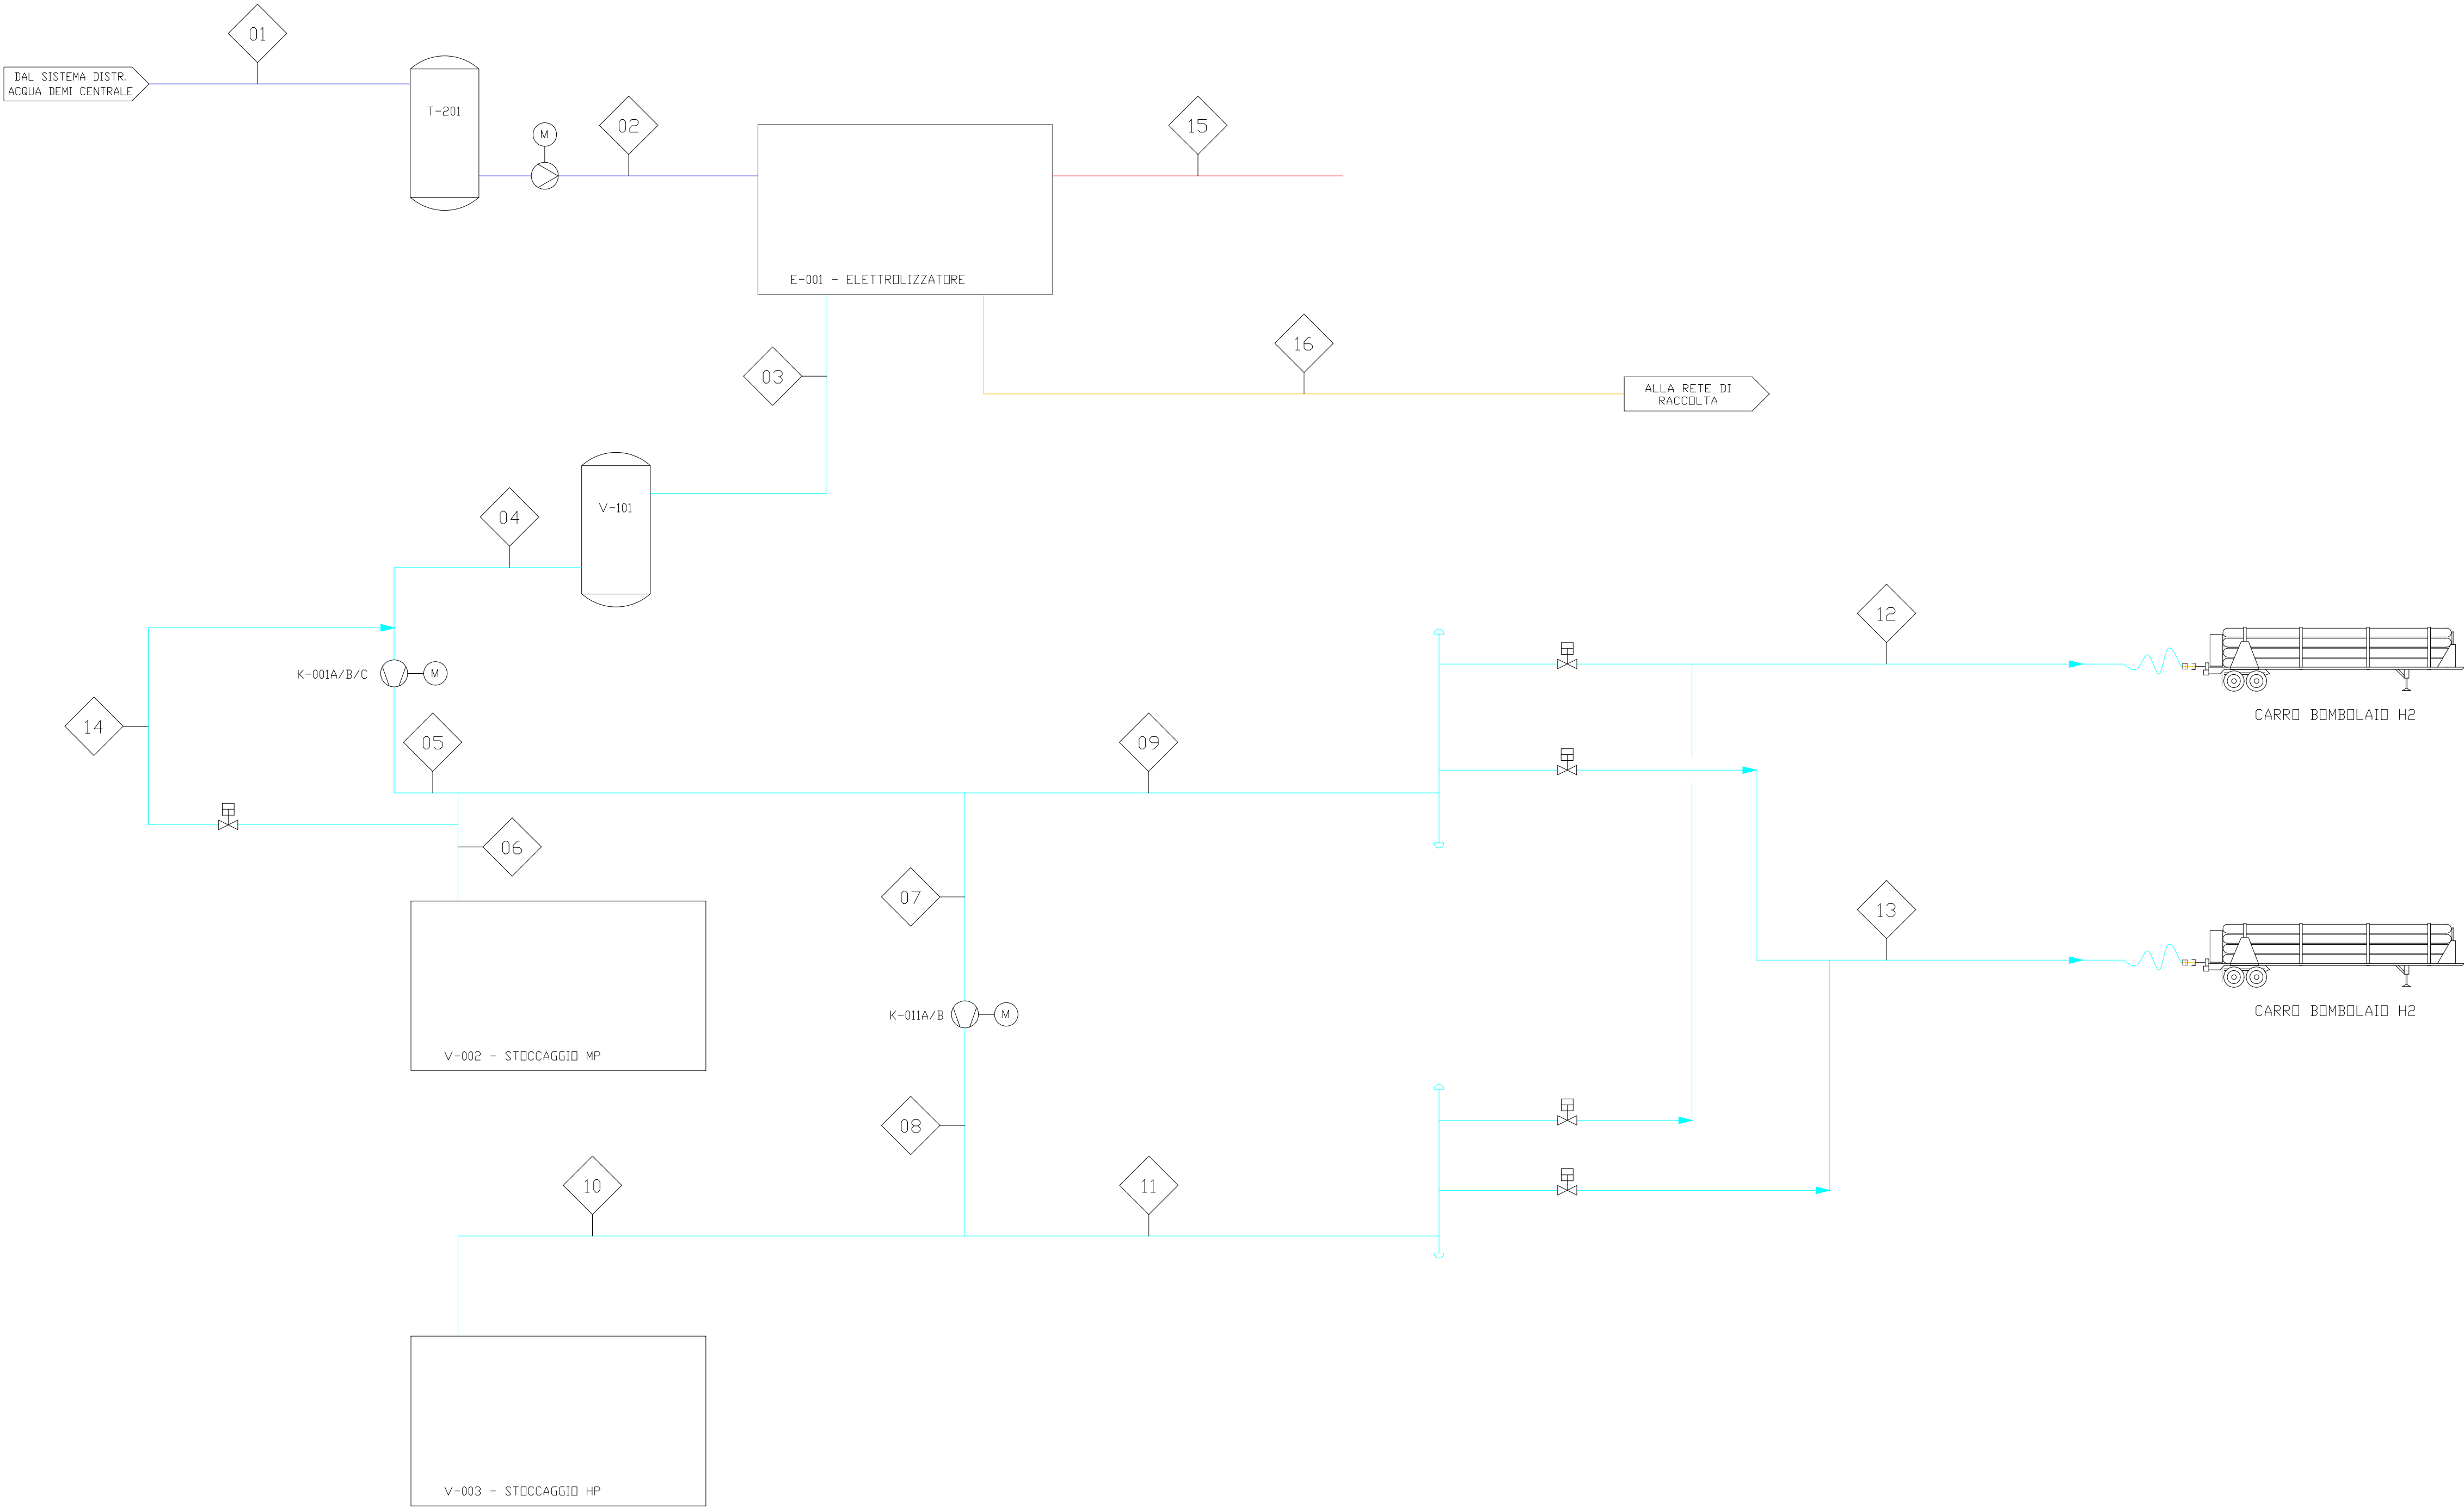 01
DAL SISTEMA DISTR.
ACQUA DEMI CENTRALE
T-201
M
02
15
E-001 - ELETTROLIZZATORE
16
03
ALLA RETE DI
RACCOLTA
V-101
04
12
K-001A/B/C
M
CARRO BOMBOLAIO H2
14
05
09
06
07
13
K-011A/B
M
CARRO BOMBOLAIO H2
V-002 - STOCCAGGIO MP
08
10
11
V-003 - STOCCAGGIO HP